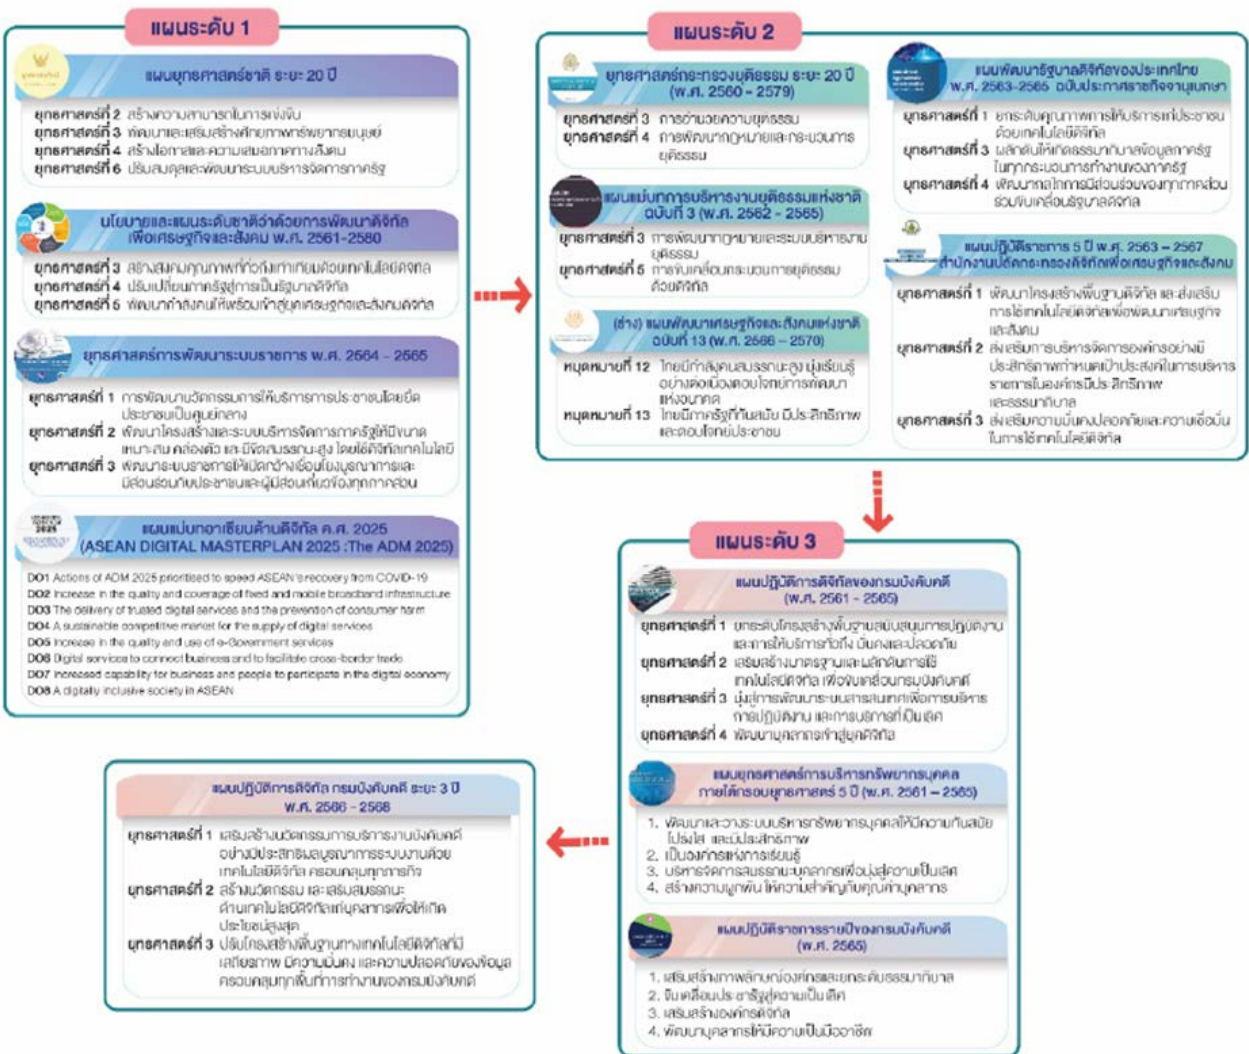 แผนระดับ 1
แผนยุทธศาสตร์ชาติ ระยะ 20 ปี
ยุทธศาสตร์ที่ 2 สร้างความสามารถในการแข่งขัน
ยุทธศาสตร์ที่ 3 พัฒนาและเสริมสร้างศักยภาพทรัพยากรมนุษย์
ยุทธศาสตร์ที่ 4 สร้างโอกาสและความเสมอภาคทางสังคม
ยุทธศาสตร์ที่ 6 ปรับสมดุลและพัฒนาระบบบริหารจัดการภาครัฐ
นโยบายและแผนระดับชาติว่าด้วยการพัฒนาดิจิทัล
เพื่อเศรษฐกิจและสังคม พ.ศ. 2561-2580
ยุทธศาสตร์ที่ 3 สร้างสังคมคุณภาพที่ทั่วถึงเท่าเทียมด้วยเทคโนโลยีดิจิทัล
ยุทธศาสตร์ที่ 4 ปรับเปลี่ยนภาครัฐสู่การเป็นรัฐบาลดิจิทัล
ยุทธศาสตร์ที่ 5 พัฒนากำลังคนให้พร้อมเข้าสู่ยุคเศรษฐกิจและสังคมดิจิทัล
ยุทธศาสตร์การพัฒนาระบบราชการ พ.ศ. 2564 - 2565
ยุทธศาสตร์ที่ 1 การพัฒนานวัตกรรมการให้บริการการประชาชนโดยยึด
ประชาชนเป็นศูนย์กลาง
ยุทธศาสตร์ที่ 2 พัฒนาโครงสร้างและระบบบริหารจัดการภาครัฐให้มีขนาด
เหมาะสม คล่องตัว และมีขีดสมรรถนะสูง โดยใช้ดิจิทัลเทคโนโลยี
ยุทธศาสตร์ที่ 3 พัฒนาระบบราชการให้เปิดกว้างเชื่อมโยงบูรณาการและ
มีส่วนร่วมกับประชาชนและผู้มีส่วนเกี่ยวข้องทุกภาคส่วน
2025
แผนแม่บทอาเซียนด้านดิจิทัล ค.ศ. 2025
(ASEAN DIGITAL MASTERPLAN 2025 :The ADM 2025)
DO1 Actions of ADM 2025 prioritised to speed ASEAN's recovery from COVID-19
DO2 Increase in the quality and coverage of fixed and mobile broadband infrastructure
DO3 The delivery of trusted digital services and the prevention of consumer harm
DO4 A sustainable competitive market for the supply of digital services
DO5 Increase in the quality and use of e-Government services
DO6 Digital services to connect business and to facilitate cross-border trade
DO7 Increased capability for business and people to participate in the digital economy
DO8 A digitally inclusive society in ASEAN
แผนระดับ 2
ยุทธศาสตร์กระทรวงยุติธรรม ระยะ 20 ปี
(พ.ศ. 2560 - 2579)
ยุทธศาสตร์ที่ 3 การอำนวยความยุติธรรม
ยุทธศาสตร์ที่ 4 การพัฒนากฎหมายและกระบวนการ
ยุติธรรม
แผนแม่บทการบริหารงานยุติธรรมแห่งชาติ
ฉบับที่ 3 (พ.ศ. 2562 - 2565)
ยุทธศาสตร์ที่ 3 การพัฒนากฎหมายและระบบบริหารงาน
ยุติธรรม
ยุทธศาสตร์ที่ 5 การขับเคลื่อนกระบวนการยุติธรรม
ด้วยดิจิทัล
(ร่าง) แผนพัฒนาเศรษฐกิจและสังคมแห่งชาติ
ฉบับที่ 13 (พ.ศ. 2566 – 2570)
หมุดหมายที่ 12 ไทยมีกำลังคนสมรรถนะสูง มุ่งเรียนรู้
อย่างต่อเนื่องตอบโจทย์การพัฒนา
แห่งอนาคต
หมุดหมายที่ 13 ไทยมีภาครัฐที่ทันสมัย มีประสิทธิภาพ
และตอบโจทย์ประชาชน
แผนพัฒนารัฐบาลดิจิทัลของประเทศไทย
พ.ศ. 2563-2565 ฉบับประกาศราชกิจจานุเบกษา
ยุทธศาสตร์ที่ 1 ยกระดับคุณภาพการให้บริการแก่ประชาชน
ด้วยเทคโนโลยีดิจิทัล
ยุทธศาสตร์ที่ 3 ผลักดันให้เกิดธรรมาภิบาลข้อมูลภาครัฐ
ในทุกกระบวนการทำงานของภาครัฐ
ยุทธศาสตร์ที่ 4 พัฒนากลไกการมีส่วนร่วมของทุกภาคส่วน
ร่วมขับเคลื่อนรัฐบาลดิจิทัล
แผนปฏิบัติราชการ 5 ปี พ.ศ. 2563 – 2567
สำนักงานปลัดกระทรวงดิจิทัลเพื่อเศรษฐกิจและสังคม
ยุทธศาสตร์ที่ 1 พัฒนาโครงสร้างพื้นฐานดิจิทัล และส่งเสริม
การใช้เทคโนโลยีดิจิทัลเพื่อพัฒนาเศรษฐกิจ
และสังคม
ยุทธศาสตร์ที่ 2 ส่งเสริมการบริหารจัดการองค์กรอย่างมี
ประสิทธิภาพกำหนดเป้าประสงค์ในการบริหาร
ราชการในองค์กรมีประสิทธิภาพ
และธรรมาภิบาล
ยุทธศาสตร์ที่ 3 ส่งเสริมความมั่นคงปลอดภัยและความเชื่อมั่น
ในการใช้เทคโนโลยีดิจิทัล
แผนระดับ 3
แผนปฏิบัติการดิจิทัลของกรมบังคับคดี
(พ.ศ. 2561 - 2565)
ยุทธศาสตร์ที่ 1 ยกระดับโครงสร้างพื้นฐานสนับสนุนการปฏิบัติงาน
และการให้บริการทั่วถึง มั่นคงและปลอดภัย
ยุทธศาสตร์ที่ 2 เสริมสร้างมาตรฐานและผลักดันการใช้
เทคโนโลยีดิจิทัล เพื่อขับเคลื่อนกรมบังคับคดี
ยุทธศาสตร์ที่ 3 มุ่งสู่การพัฒนาระบบสารสนเทศเพื่อการบริหาร
การปฏิบัติงาน และการบริการที่เป็นเลิศ
ยุทธศาสตร์ที่ 4 พัฒนาบุคลากรเข้าสู่ยุคดิจิทัล
แผนยุทธศาสตร์การบริหารทรัพยากรบุคคล
ภายใต้กรอบยุทธศาสตร์ 5 ปี (พ.ศ. 2561 – 2565)
1. พัฒนาและวางระบบบริหารทรัพยากรบุคคลให้มีความทันสมัย
โปร่งใส และมีประสิทธิภาพ
2. เป็นองค์กรแห่งการเรียนรู้
3. บริหารจัดการสมรรถนะบุคลากรเพื่อมุ่งสู่ความเป็นเลิศ
4. สร้างความผูกพัน ให้ความสำคัญกับคุณค่าบุคลากร
แผนปฏิบัติราชการรายปีของกรมบังคับคดี
(พ.ศ. 2565)
1. เสริมสร้างภาพลักษณ์องค์กรและยกระดับธรรมาภิบาล
2. ขับเคลื่อนประชารัฐสู่ความเป็นเลิศ
3. เสริมสร้างองค์กรดิจิทัล
4. พัฒนาบุคลากรให้มีความเป็นมืออาชีพ
แผนปฏิบัติการดิจิทัล กรมบังคับคดี ระยะ 3 ปี
พ.ศ. 2566 - 2568
ยุทธศาสตร์ที่ 1 เสริมสร้างนวัตกรรมการบริการงานบังคับคดี
อย่างมีประสิทธิผลบูรณาการระบบงานด้วย
เทคโนโลยีดิจิทัล ครอบคลุมทุกภารกิจ
ยุทธศาสตร์ที่ 2 สร้างนวัตกรรม และเสริมสมรรถนะ
ด้านเทคโนโลยีดิจิทัลแก่บุคลากรเพื่อให้เกิด
ประโยชน์สูงสุด
ยุทธศาสตร์ที่ 3 ปรับโครงสร้างพื้นฐานทางเทคโนโลยีดิจิทัลที่มี
เสถียรภาพ มีความมั่นคง และความปลอดภัยของข้อมูล
ครอบคลุมทุกพื้นที่การทำงานของกรมบังคับคดี